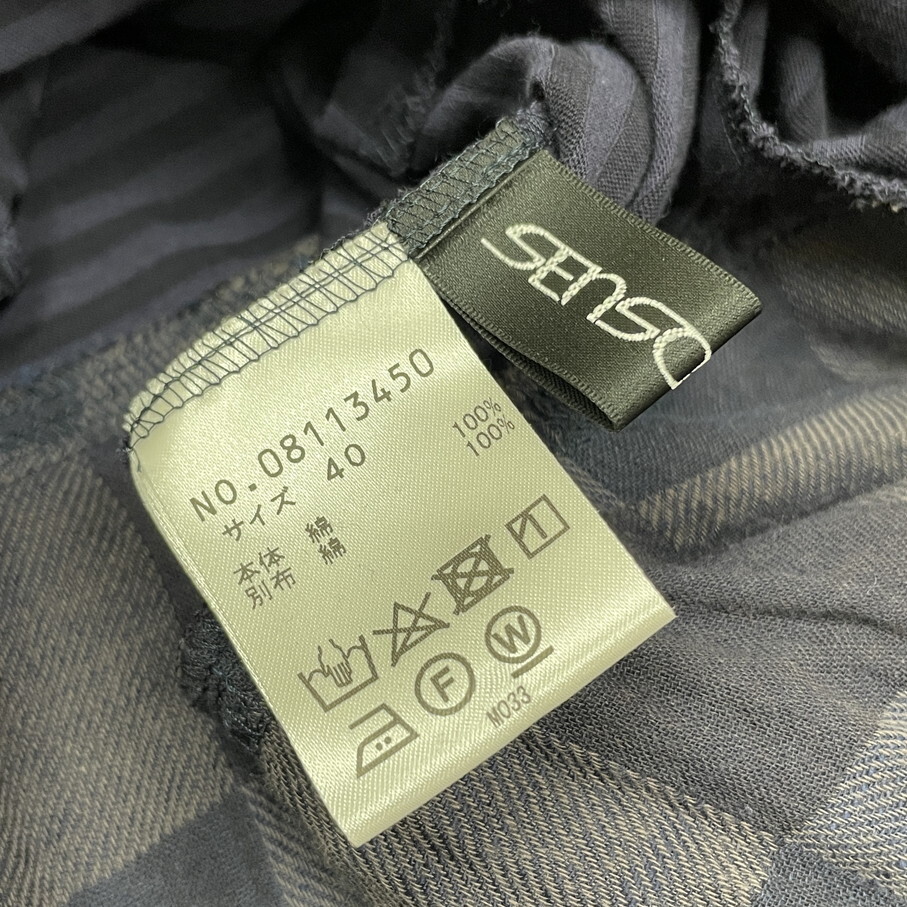 SENSO
NO.08113450
サイズ 40
本体 綿 100%
別布 綿 100%
F W
M033